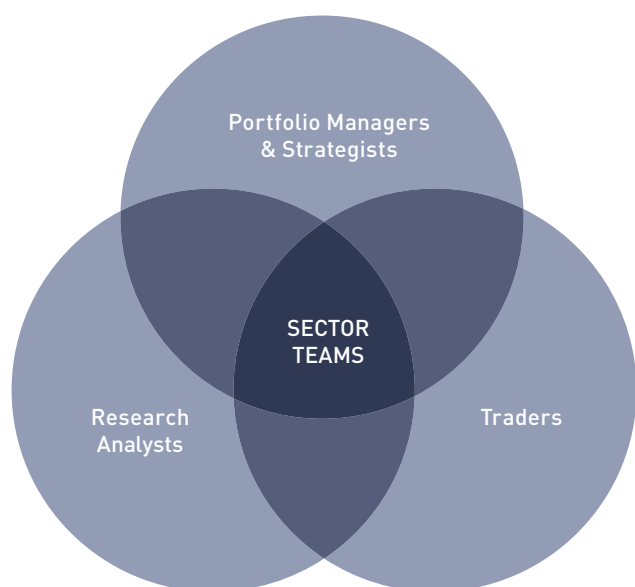 Portfolio Managers
& Strategists
SECTOR
TEAMS
Research
Analysts
Traders